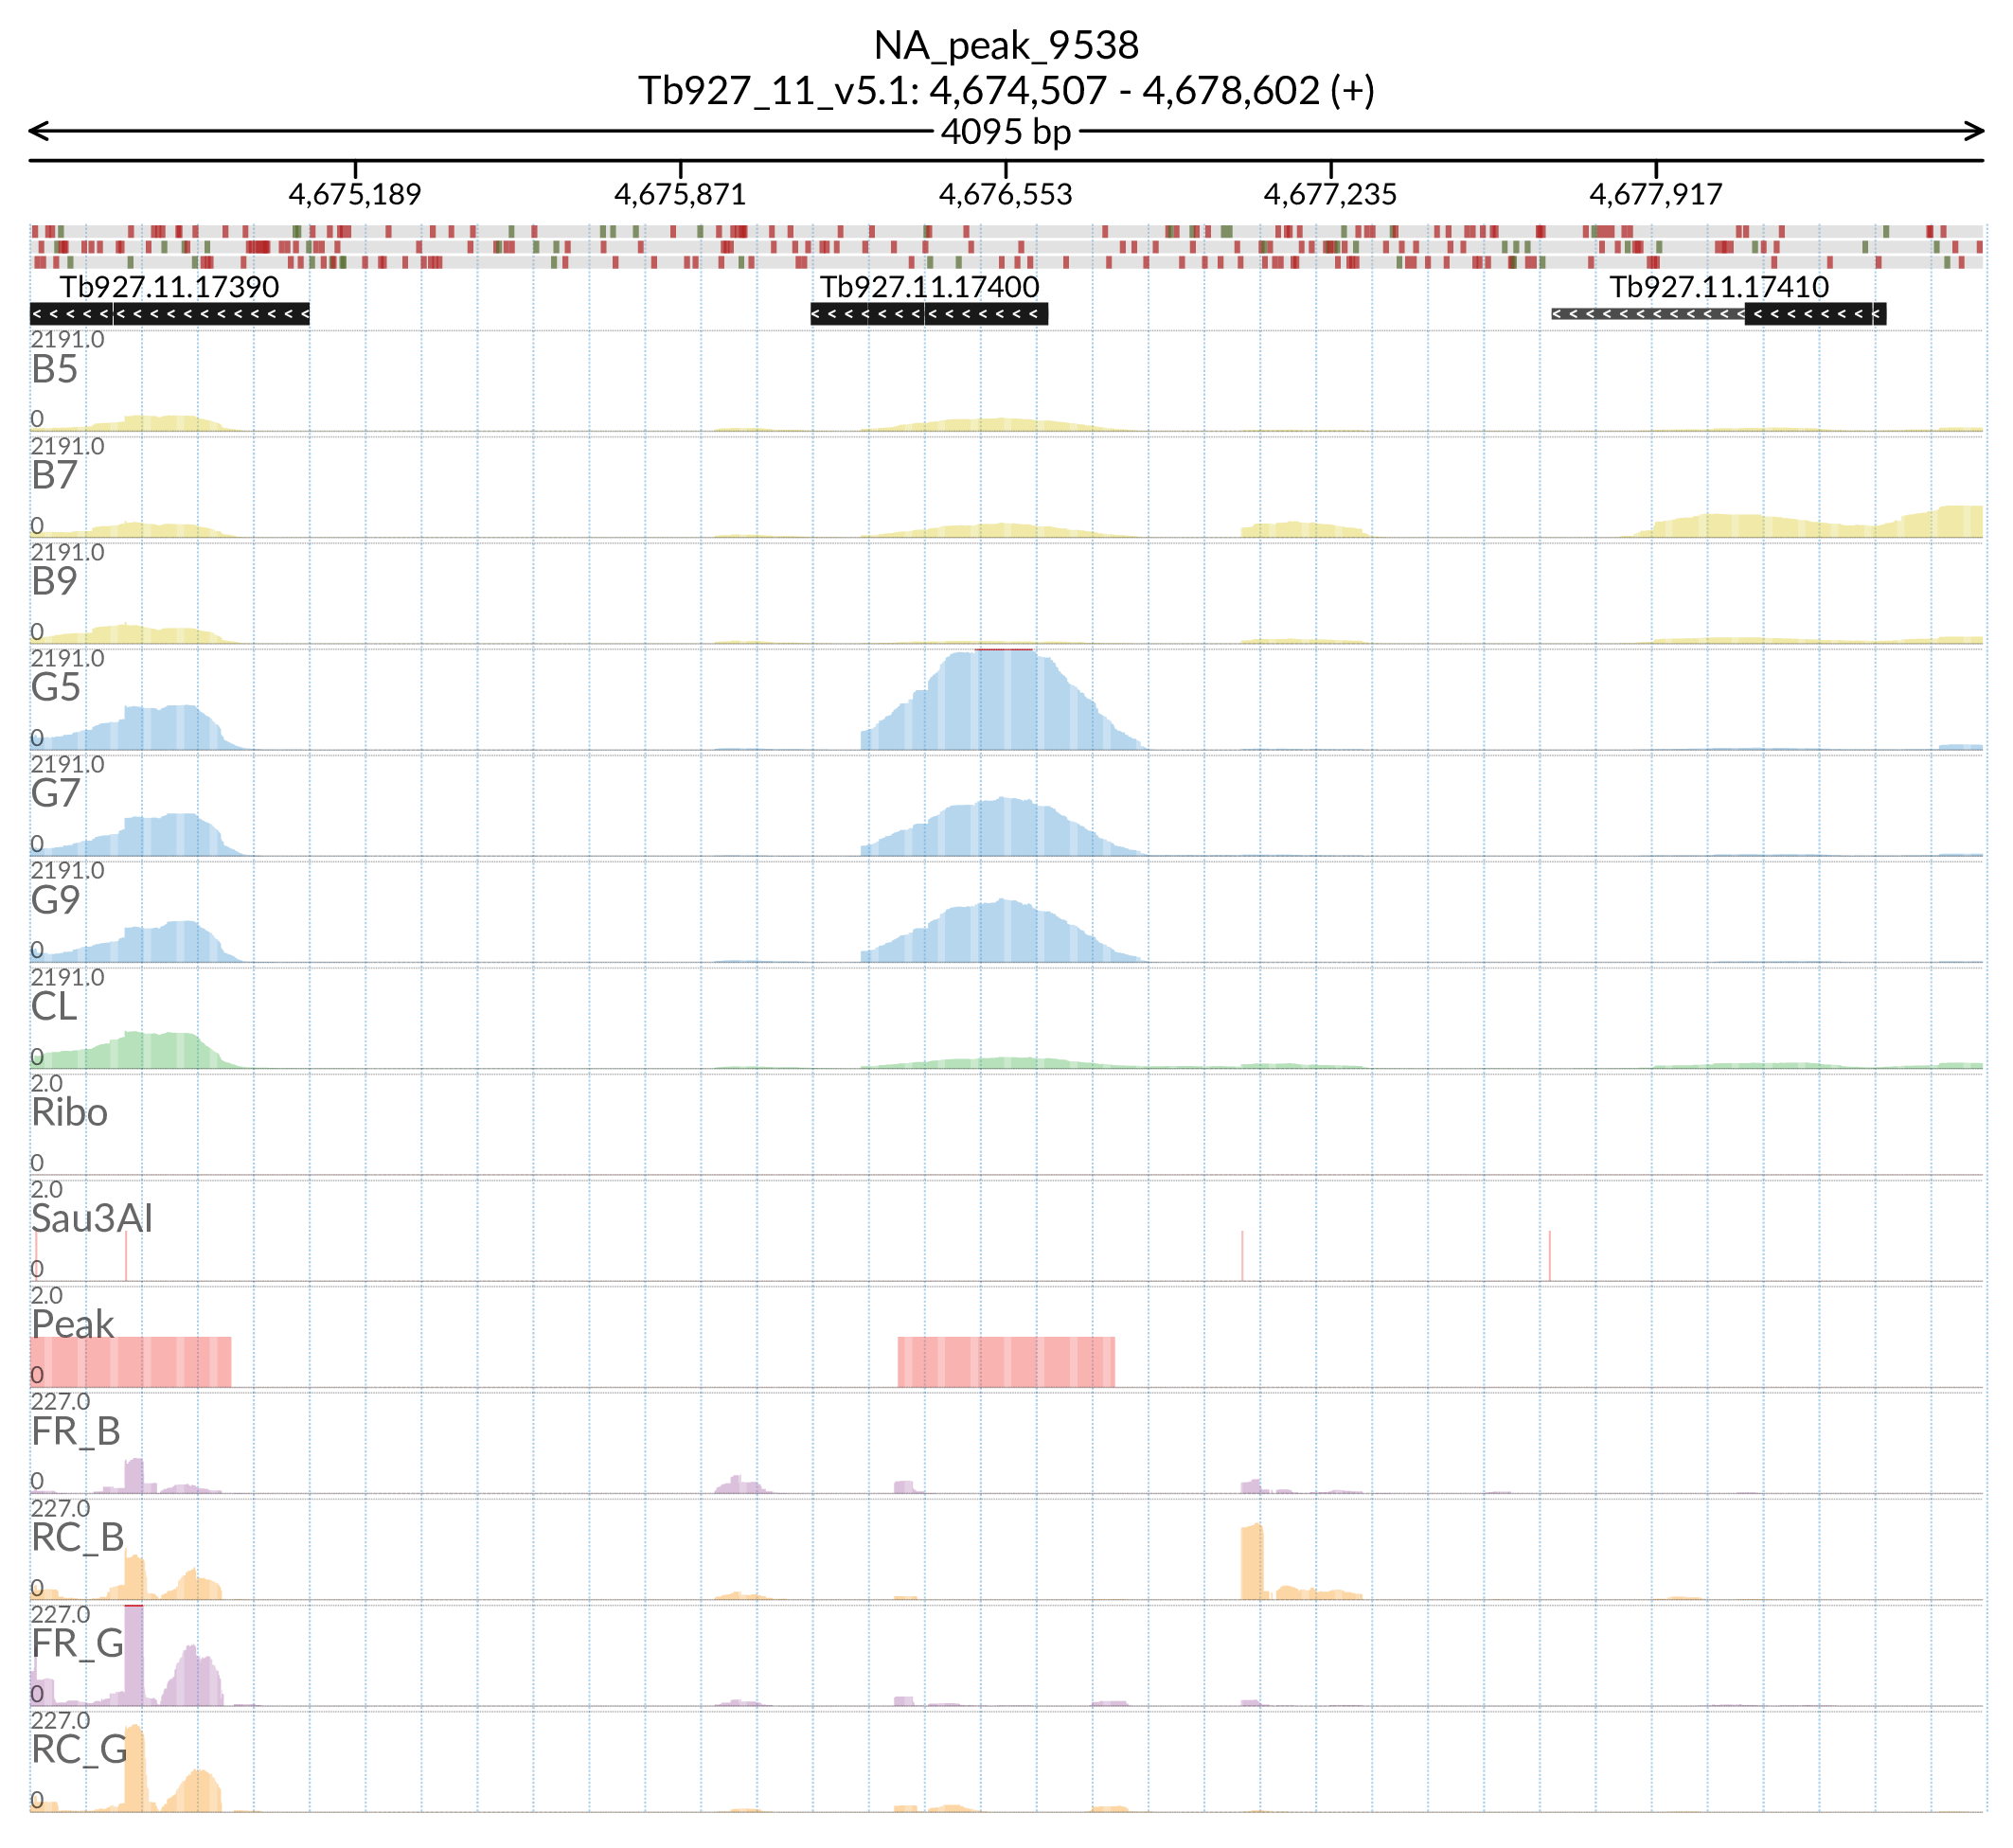 NA_peak_9538
Tb927_11_v5.1: 4,674,507 - 4,678,602 (+)
4095 bp
4,675,189 4,675,871 4,676,553 4,677,235 4,677,917
Tb927.11.17390 Tb927.11.17400 Tb927.11.17410
2191.0
B5
0
2191.0
B7
0
2191.0
B9
0
2191.0
G5
0
2191.0
G7
0
2191.0
G9
0
2191.0
CL
0
2.0
Ribo
0
2.0
Sau3AI
0
2.0
Peak
0
227.0
FR_B
0
227.0
RC_B
0
227.0
FR_G
0
227.0
RC_G
0